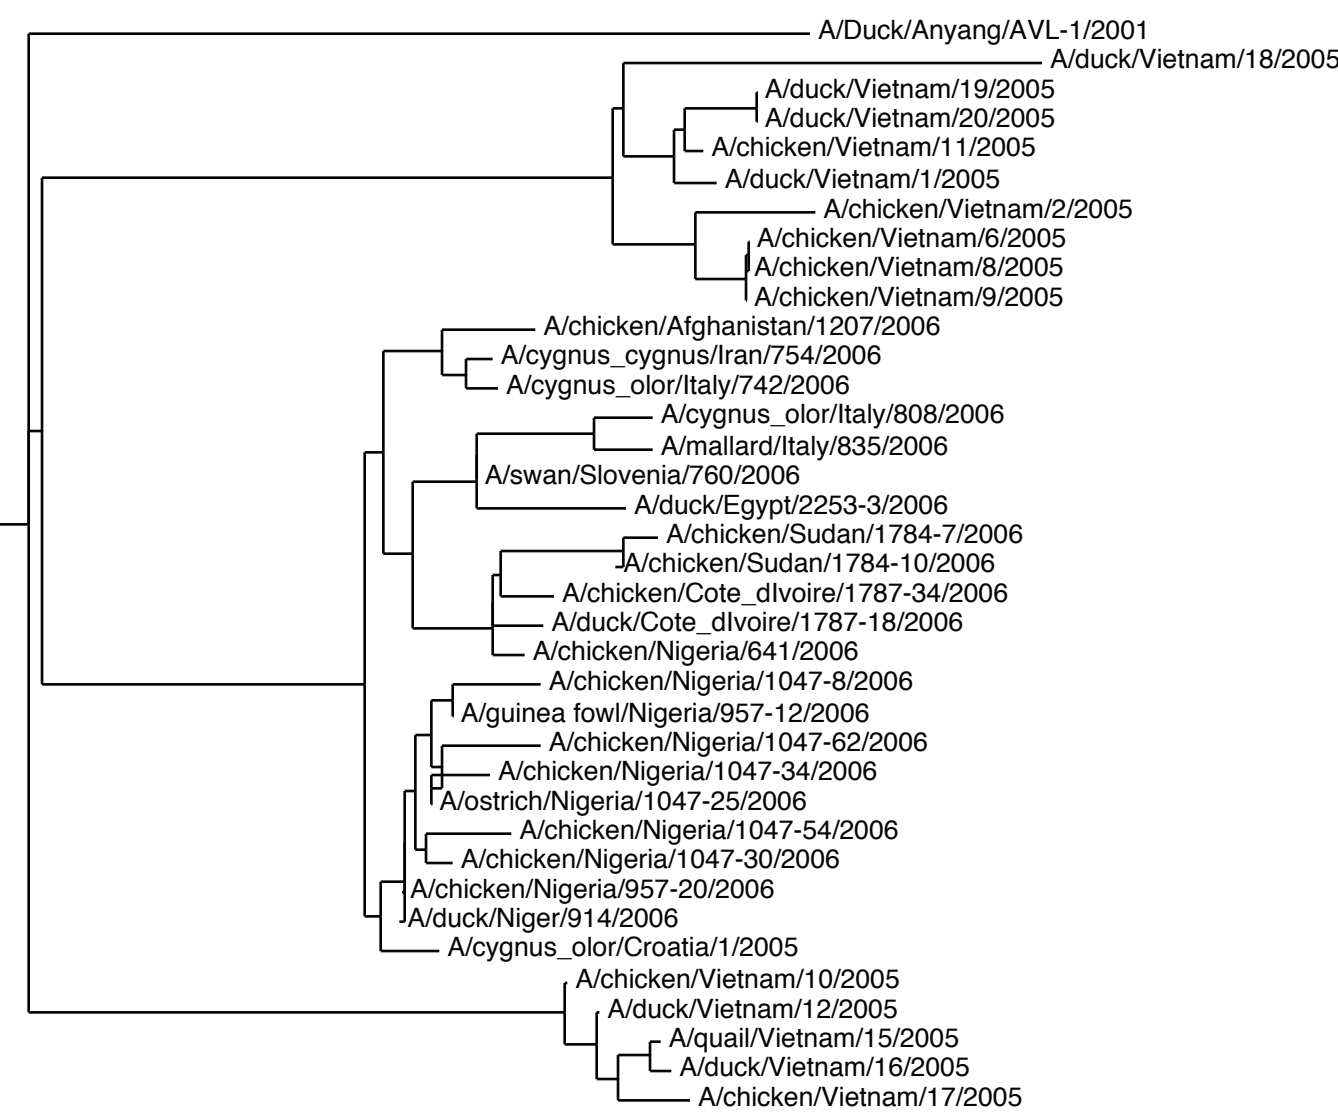 A/Duck/Anyang/AVL-1/2001
A/duck/Vietnam/18/2005
A/duck/Vietnam/19/2005
A/duck/Vietnam/20/2005
A/chicken/Vietnam/11/2005
A/duck/Vietnam/1/2005
A/chicken/Vietnam/2/2005
A/chicken/Vietnam/6/2005
A/chicken/Vietnam/8/2005
A/chicken/Vietnam/9/2005
A/chicken/Afghanistan/1207/2006
A/cygnus_cygnus/Iran/754/2006
A/cygnus_olor/Italy/742/2006
A/cygnus_olor/Italy/808/2006
A/mallard/Italy/835/2006
A/swan/Slovenia/760/2006
A/duck/Egypt/2253-3/2006
A/chicken/Sudan/1784-7/2006
A/chicken/Sudan/1784-10/2006
A/chicken/Cote_dIvoire/1787-34/2006
A/duck/Cote_dIvoire/1787-18/2006
A/chicken/Nigeria/641/2006
A/chicken/Nigeria/1047-8/2006
A/guinea fowl/Nigeria/957-12/2006
A/chicken/Nigeria/1047-62/2006
A/chicken/Nigeria/1047-34/2006
A/ostrich/Nigeria/1047-25/2006
A/chicken/Nigeria/1047-54/2006
A/chicken/Nigeria/1047-30/2006
A/chicken/Nigeria/957-20/2006
A/duck/Niger/914/2006
A/cygnus_olor/Croatia/1/2005
A/chicken/Vietnam/10/2005
A/duck/Vietnam/12/2005
A/quail/Vietnam/15/2005
A/duck/Vietnam/16/2005
A/chicken/Vietnam/17/2005